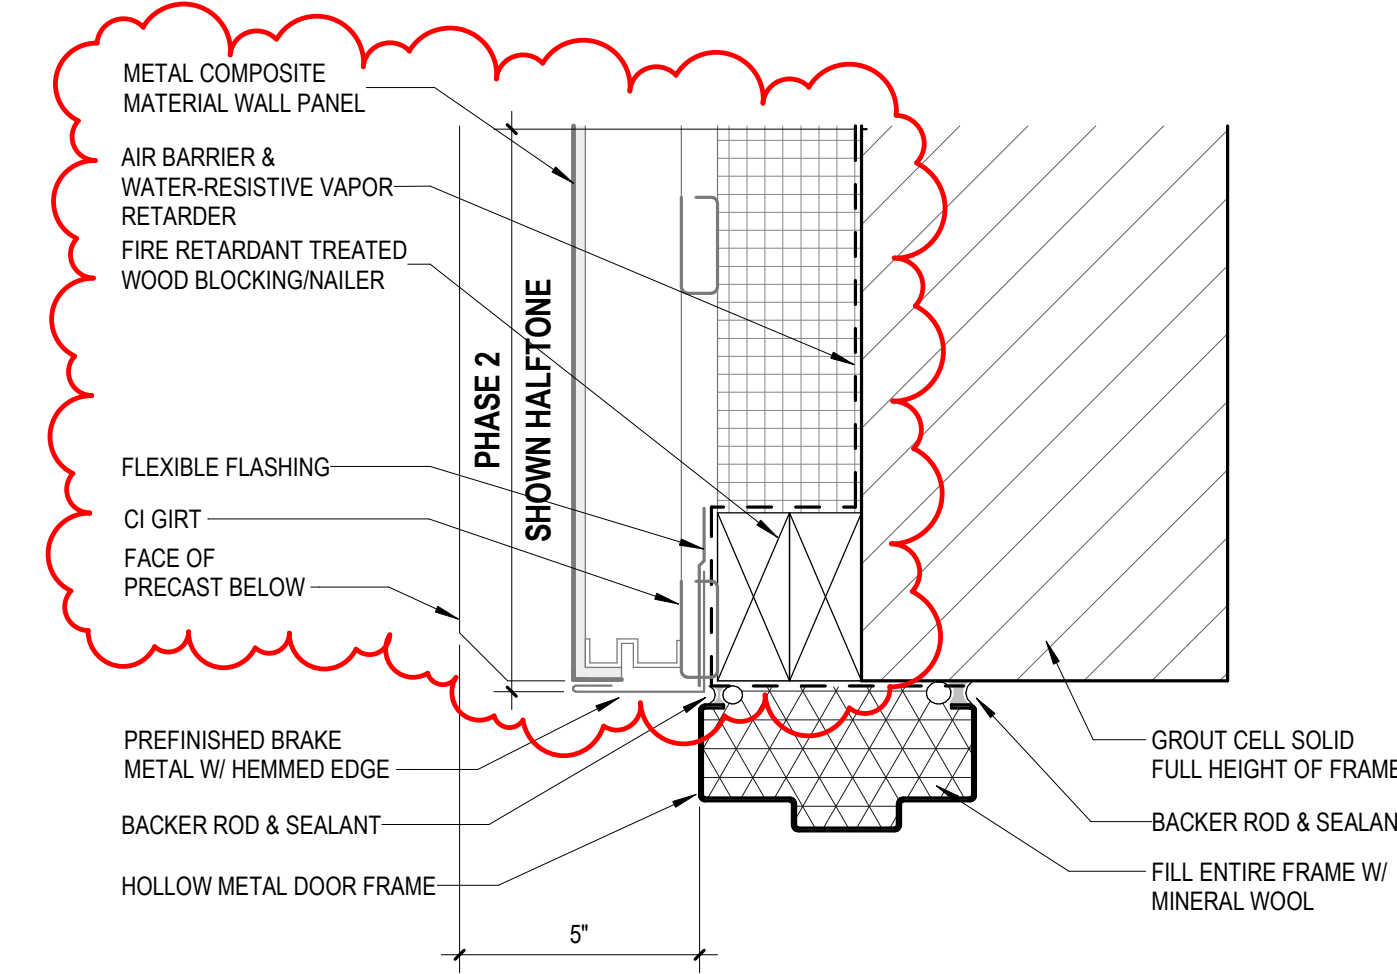 METAL COMPOSITE
MATERIAL WALL PANEL
AIR BARRIER &
WATER-RESISTIVE VAPOR
RETARDER
FIRE RETARDANT TREATED
WOOD BLOCKING/NAILER
PHASE 2
SHOWN HALFTONE
FLEXIBLE FLASHING
CI GIRT
FACE OF
PRECAST BELOW
PREFINISHED BRAKE
METAL W/ HEMMED EDGE
BACKER ROD & SEALANT
HOLLOW METAL DOOR FRAME
5"
GROUT CELL SOLID
FULL HEIGHT OF FRAME
BACKER ROD & SEALAN
FILL ENTIRE FRAME W/
MINERAL WOOL